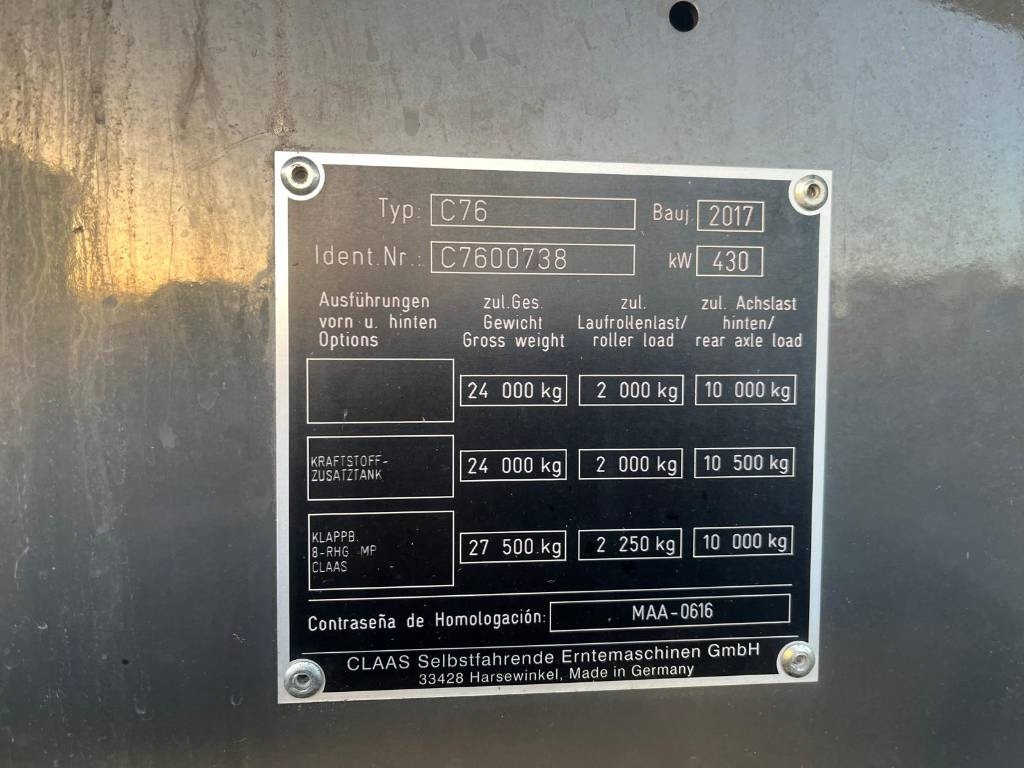 Typ: C76 Bauj. 2017
Ident.Nr.: C7600738 kW 430
Ausführungen
vorn u. hinten
Options
zul.Ges.
Gewicht
Gross weight
zul.
Laufrollenlast/
roller load
zul. Achslast
hinten/
rear axle load
24 000 kg 2 000 kg 10 000 kg
KRAFTSTOFF-
ZUSATZTANK
24 000 kg 2 000 kg 10 500 kg
KLAPPB.
8-RHG. MP
CLAAS
27 500 kg 2 250 kg 10 000 kg
Contraseña de Homologación: MAA-0616
CLAAS Selbstfahrende Erntemaschinen GmbH
33428 Harsewinkel, Made in Germany